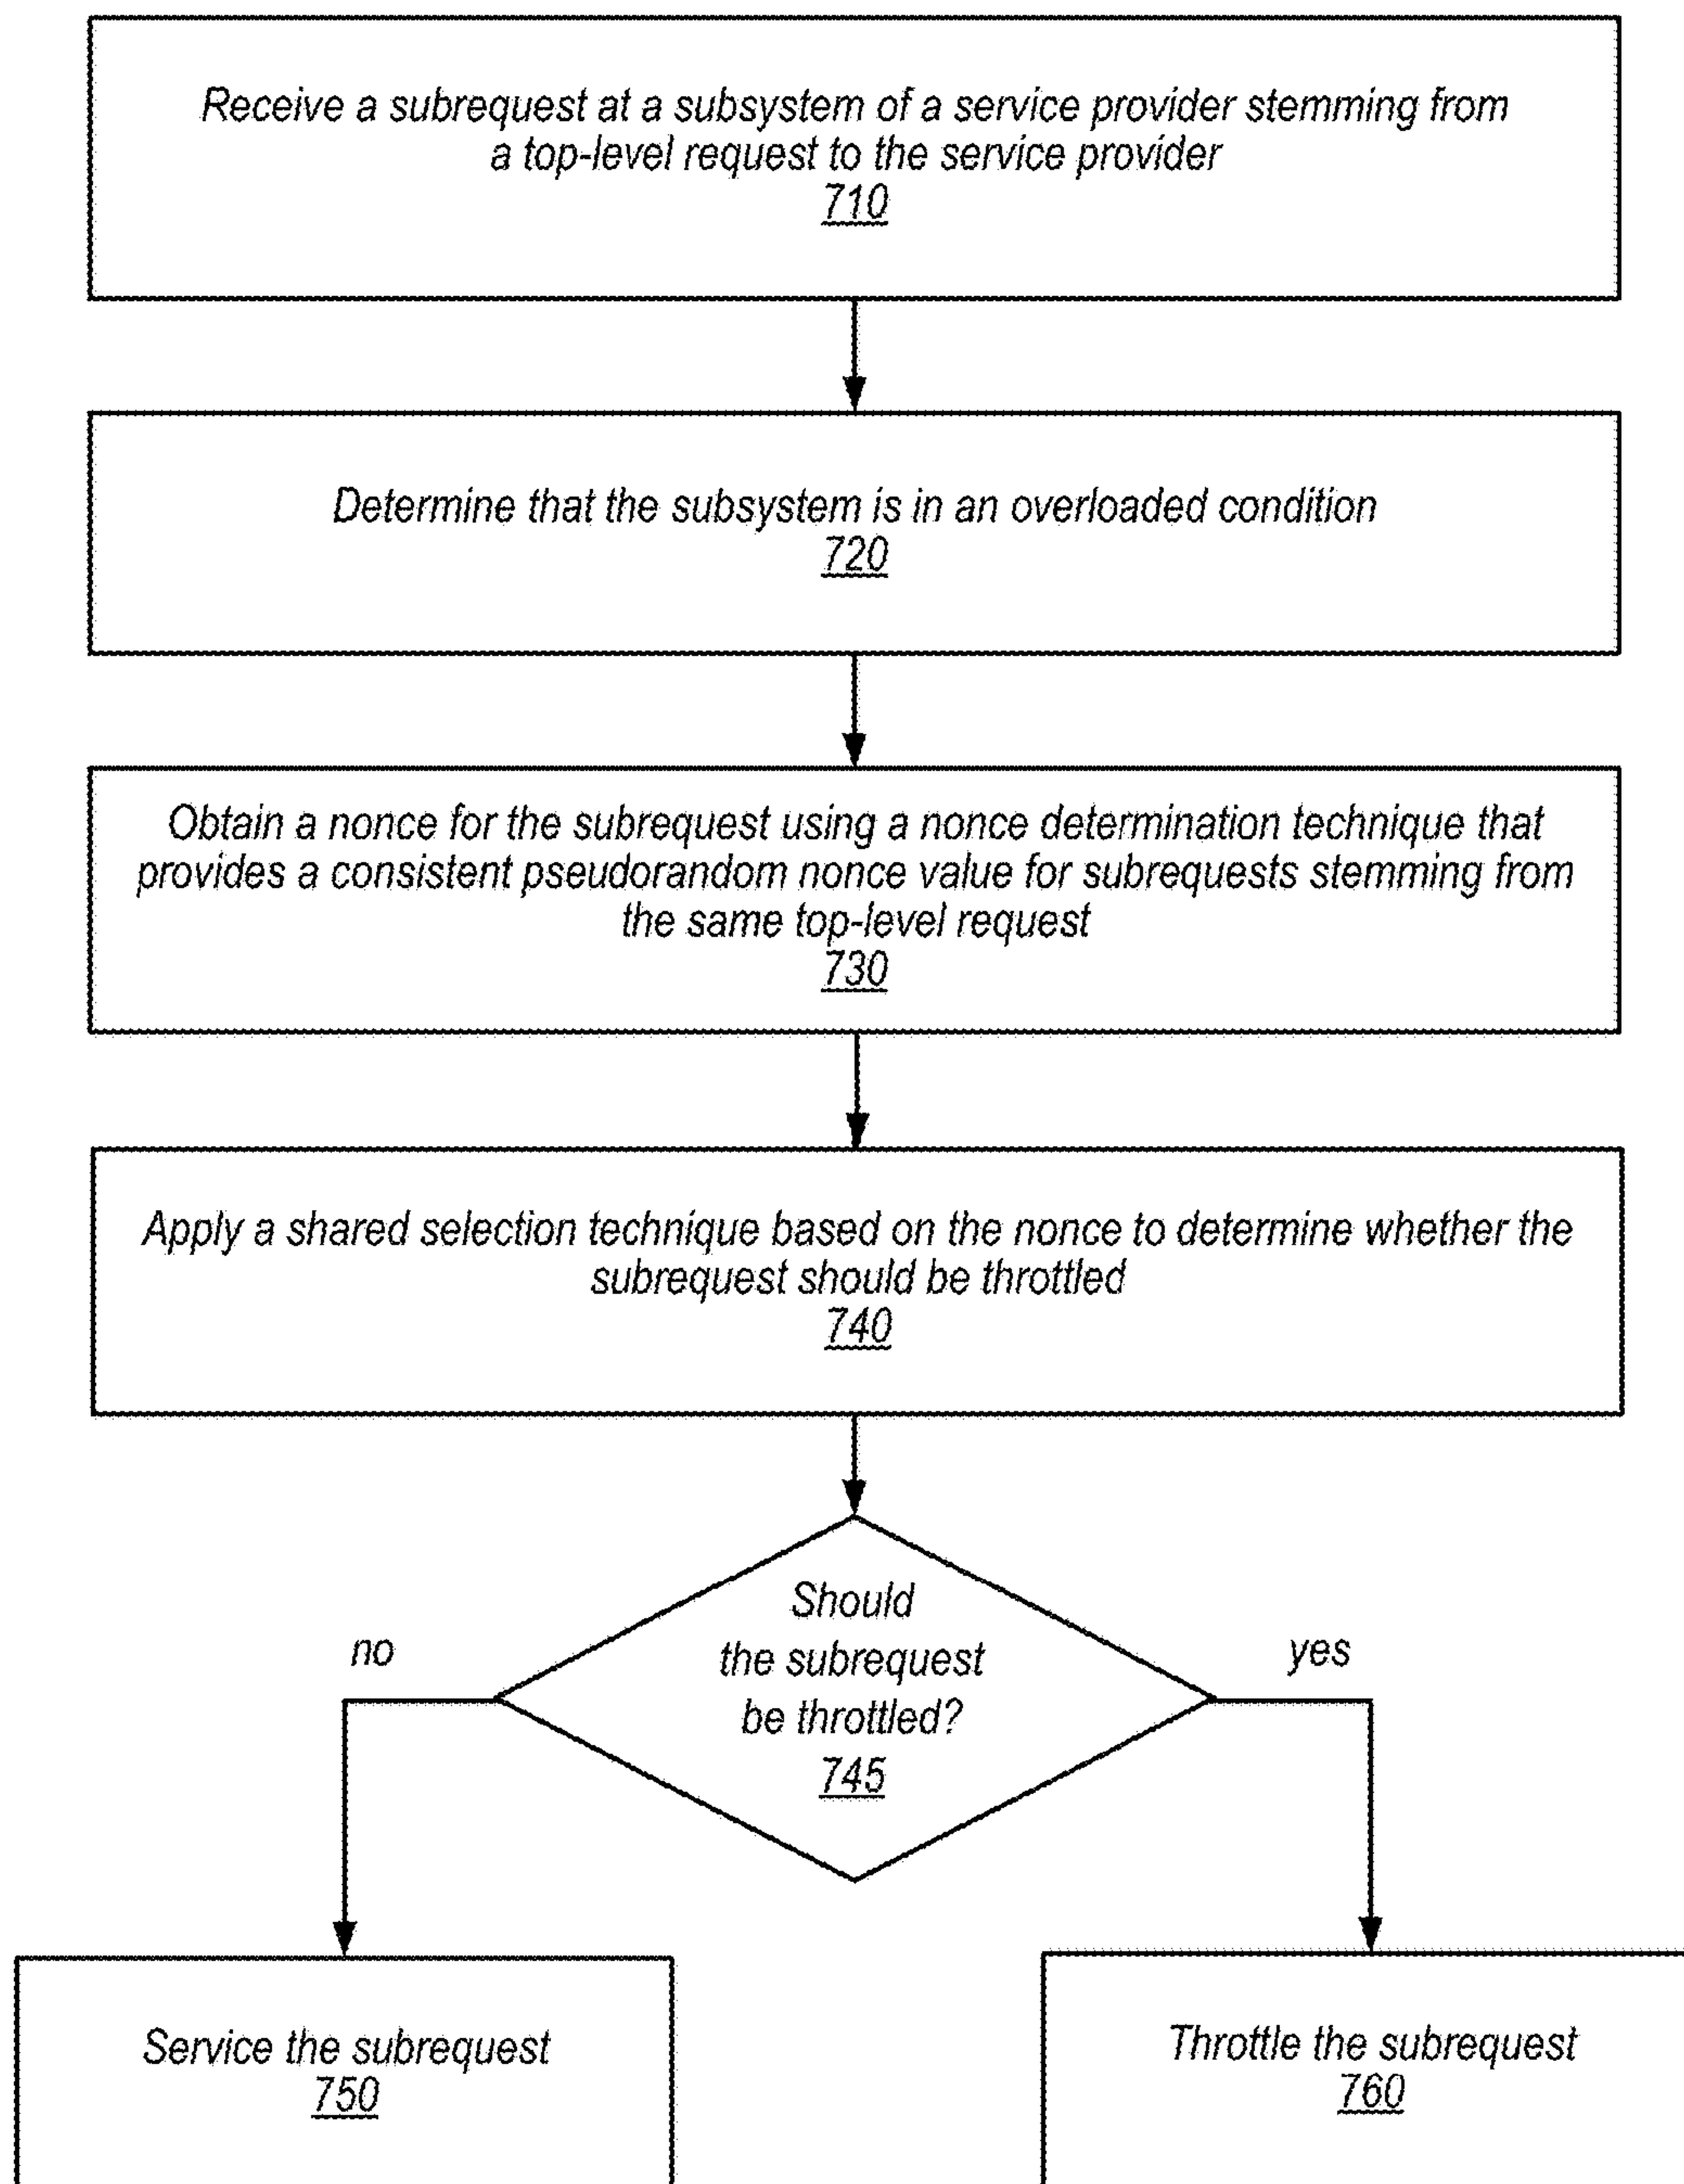 Receive a subrequest at a subsystem of a service provider stemming from
a top-level request to the service provider
710
Determine that the subsystem is in an overloaded condition
720
Obtain a nonce for the subrequest using a nonce determination technique that
provides a consistent pseudorandom nonce value for subrequests stemming from
the same top-level request
730
Apply a shared selection technique based on the nonce to determine whether the
subrequest should be throttled
740
Should
the subrequest
be throttled?
745
no
yes
Service the subrequest
750
Throttle the subrequest
760